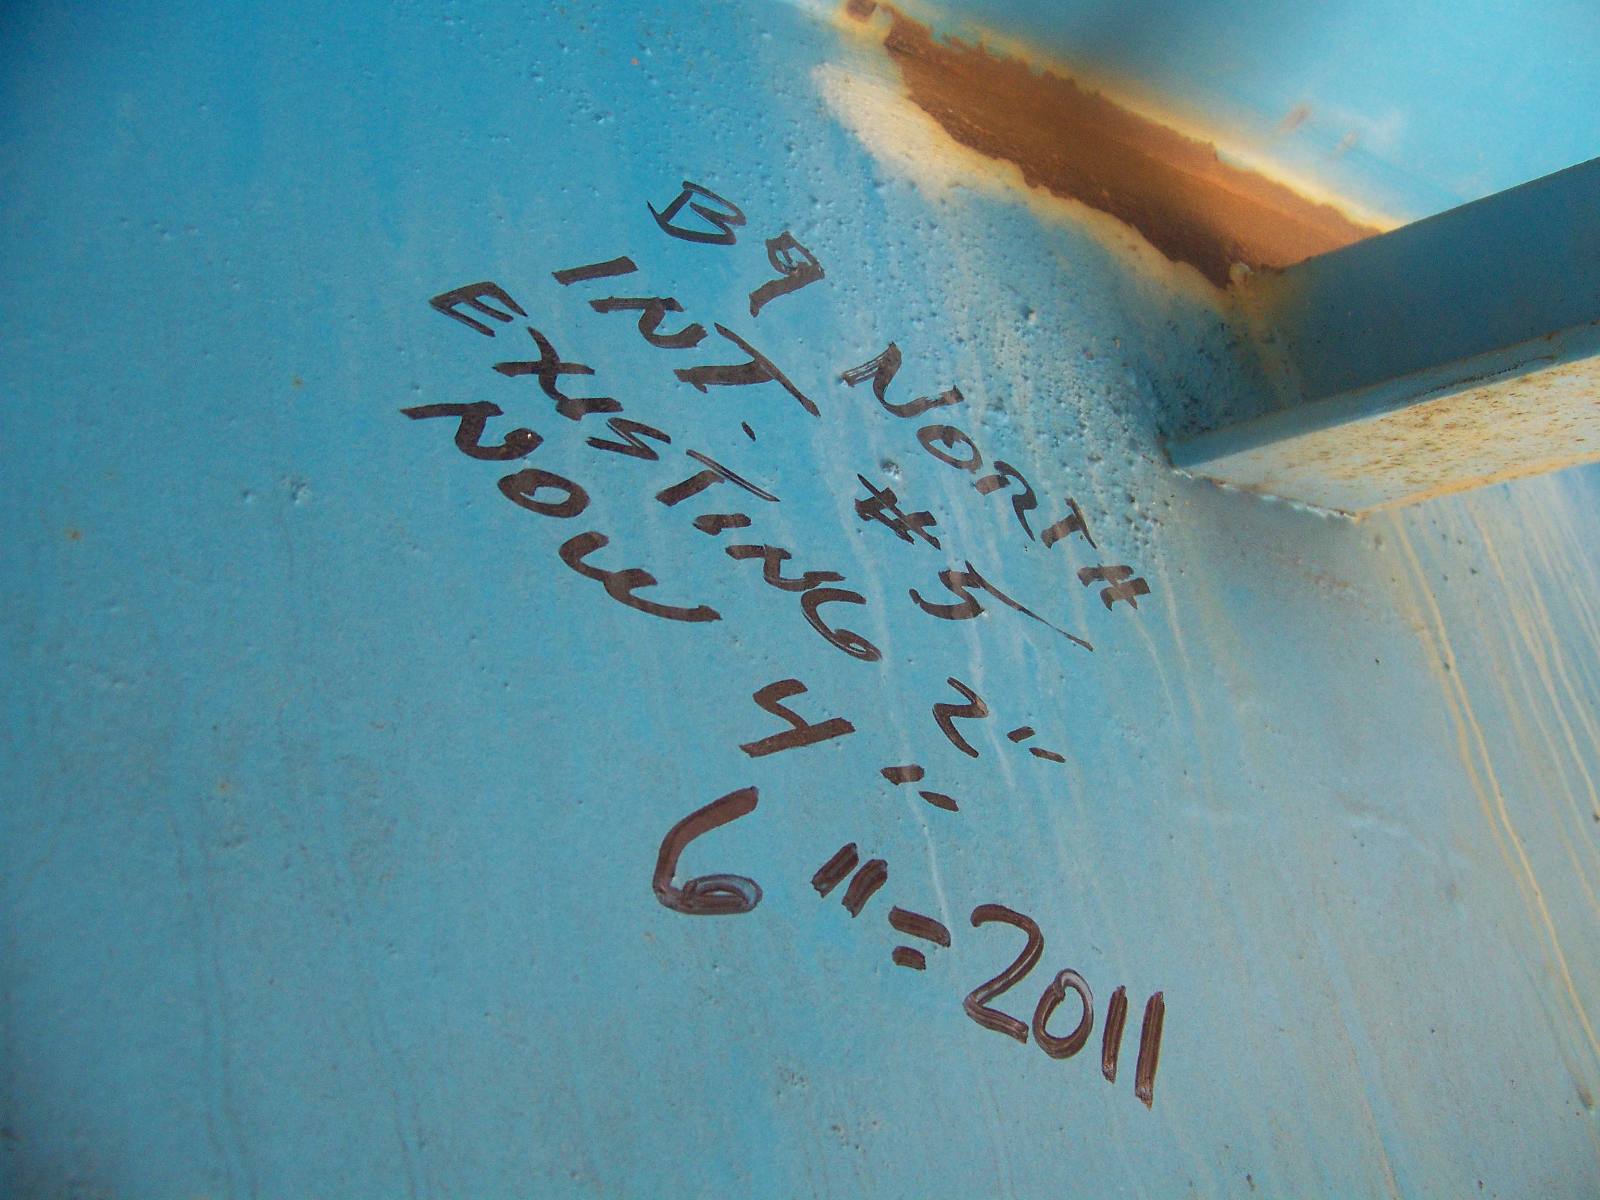 B9 NORTH
INT. #5
EXISTING 2"
NOW 4"
6"=2011